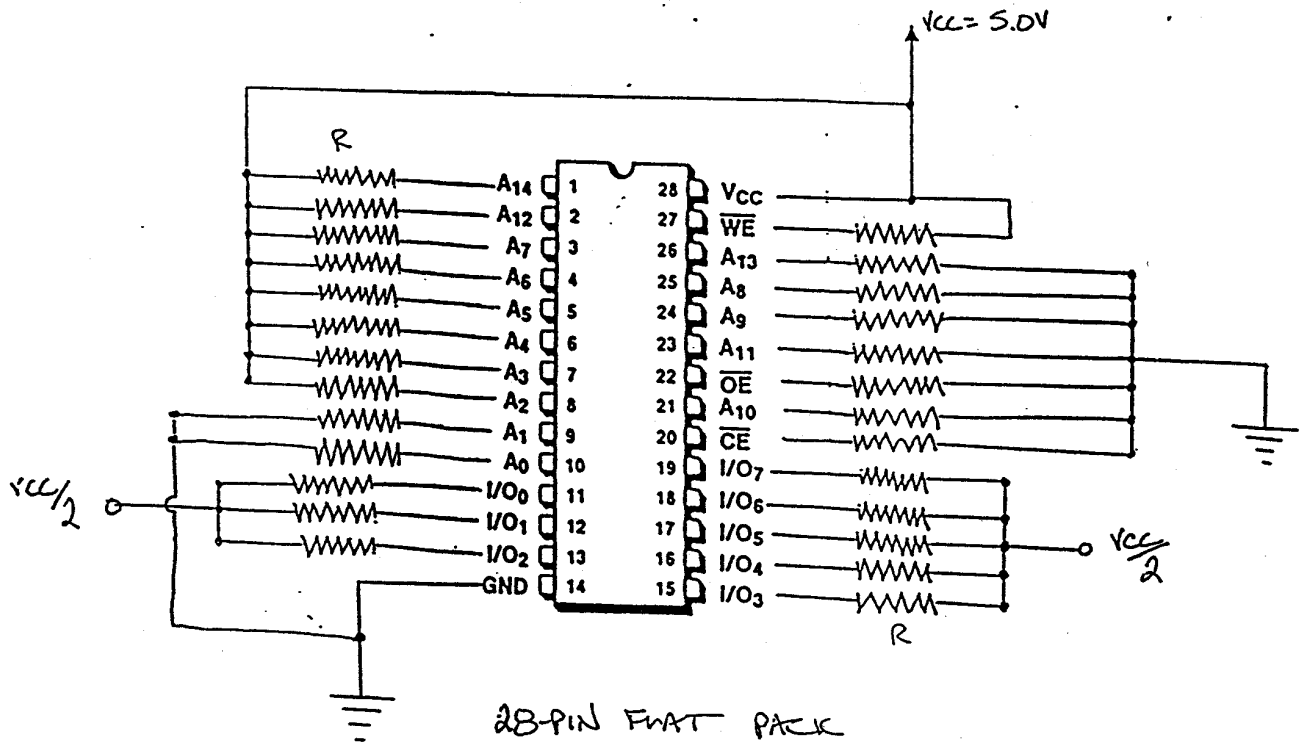 VCC = 5.0V
R
A14 1 28 VCC
A12 2 27 W̅E̅
A7 3 26 A13
A6 4 25 A8
A5 5 24 A9
A4 6 23 A11
A3 7 22 O̅E̅
A2 8 21 A10
A1 9 20 C̅E̅
A0 10 19 I/O7
VCC/2
I/O0 11 18 I/O6
I/O1 12 17 I/O5
I/O2 13 16 I/O4
GND 14 15 I/O3
VCC/2
R
28-PIN FLAT PACK